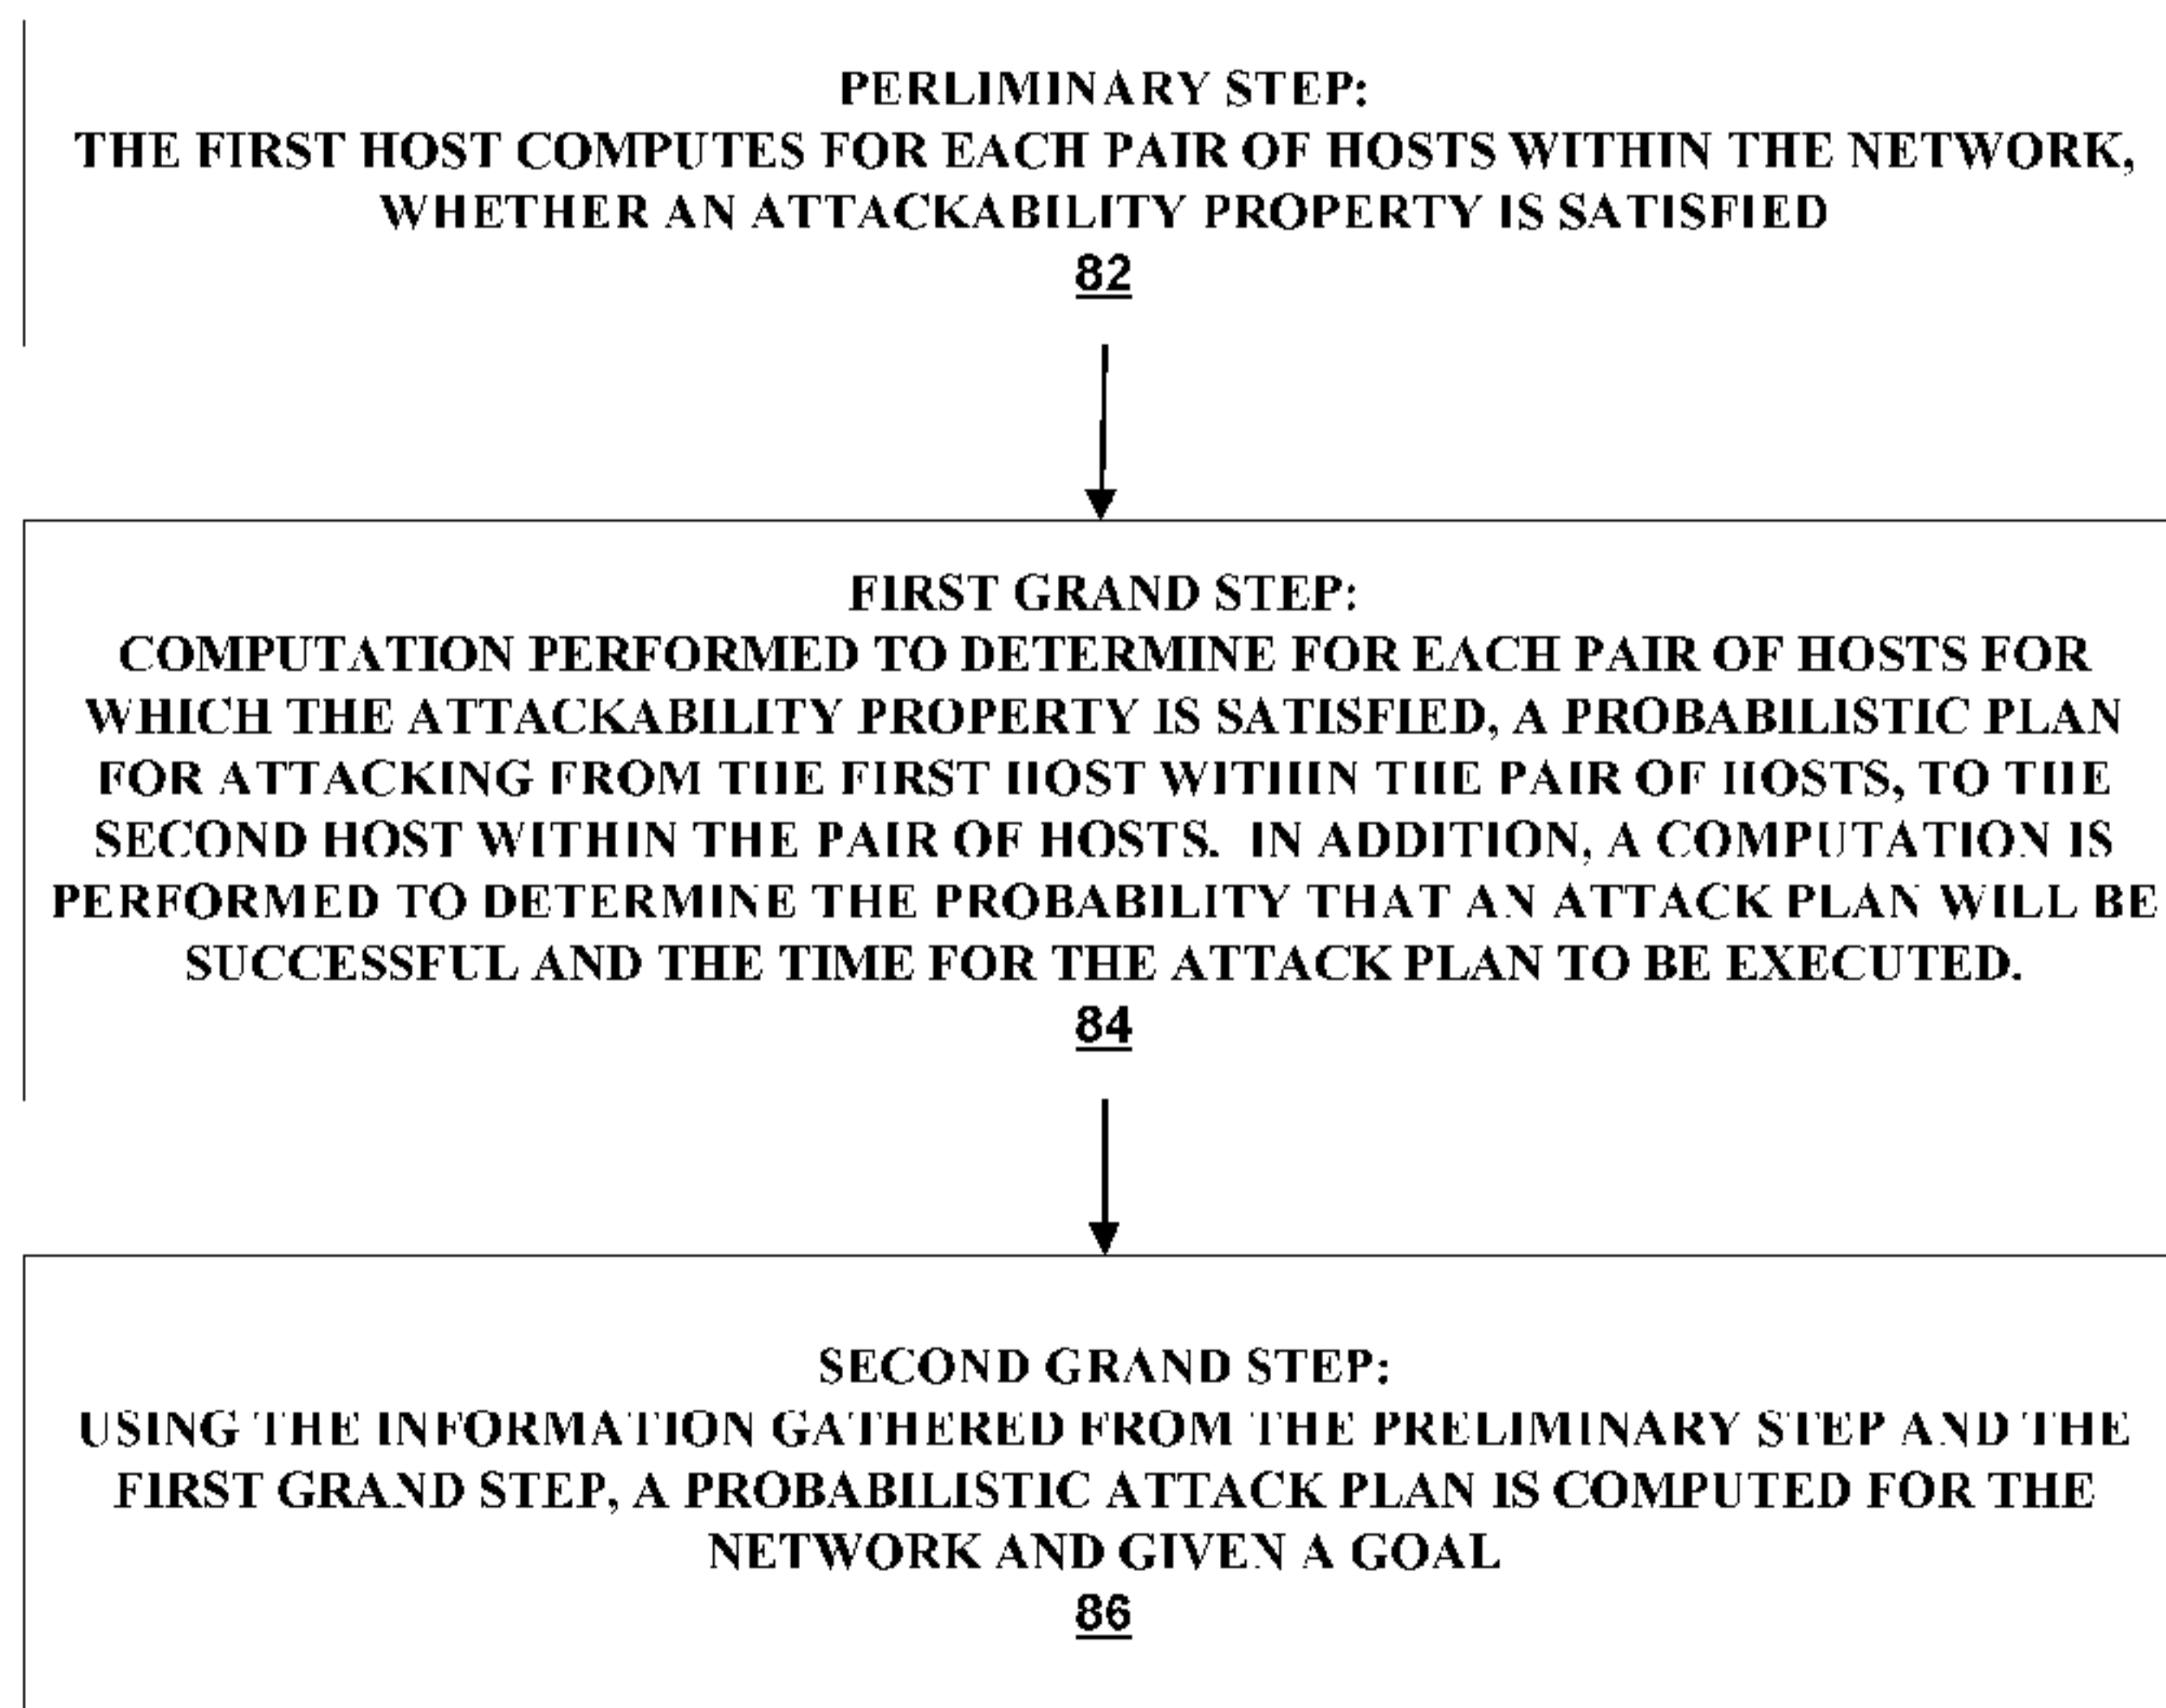 PERLIMINARY STEP:
THE FIRST HOST COMPUTES FOR EACH PAIR OF HOSTS WITHIN THE NETWORK,
WHETHER AN ATTACKABILITY PROPERTY IS SATISFIED
82
FIRST GRAND STEP:
COMPUTATION PERFORMED TO DETERMINE FOR EACH PAIR OF HOSTS FOR
WHICH THE ATTACKABILITY PROPERTY IS SATISFIED, A PROBABILISTIC PLAN
FOR ATTACKING FROM THE FIRST HOST WITHIN THE PAIR OF HOSTS, TO THE
SECOND HOST WITHIN THE PAIR OF HOSTS. IN ADDITION, A COMPUTATION IS
PERFORMED TO DETERMINE THE PROBABILITY THAT AN ATTACK PLAN WILL BE
SUCCESSFUL AND THE TIME FOR THE ATTACK PLAN TO BE EXECUTED.
84
SECOND GRAND STEP:
USING THE INFORMATION GATHERED FROM THE PRELIMINARY STEP AND THE
FIRST GRAND STEP, A PROBABILISTIC ATTACK PLAN IS COMPUTED FOR THE
NETWORK AND GIVEN A GOAL
86